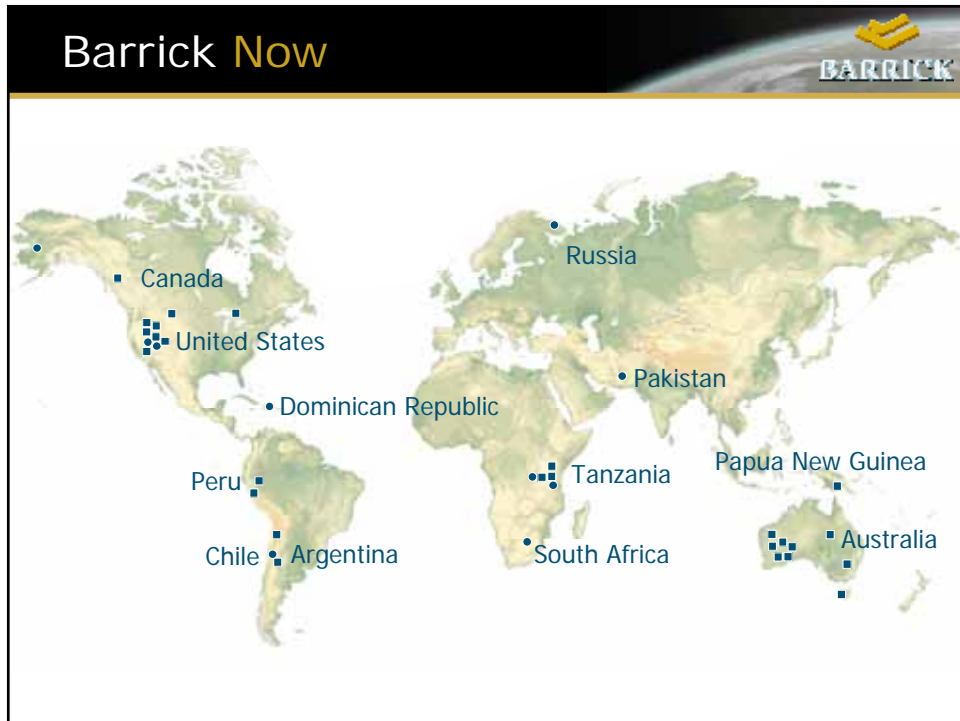 Barrick Now
BARRICK
Russia
Canada
United States
Pakistan
Dominican Republic
Papua New Guinea
Tanzania
Peru
Australia
Chile
Argentina
South Africa